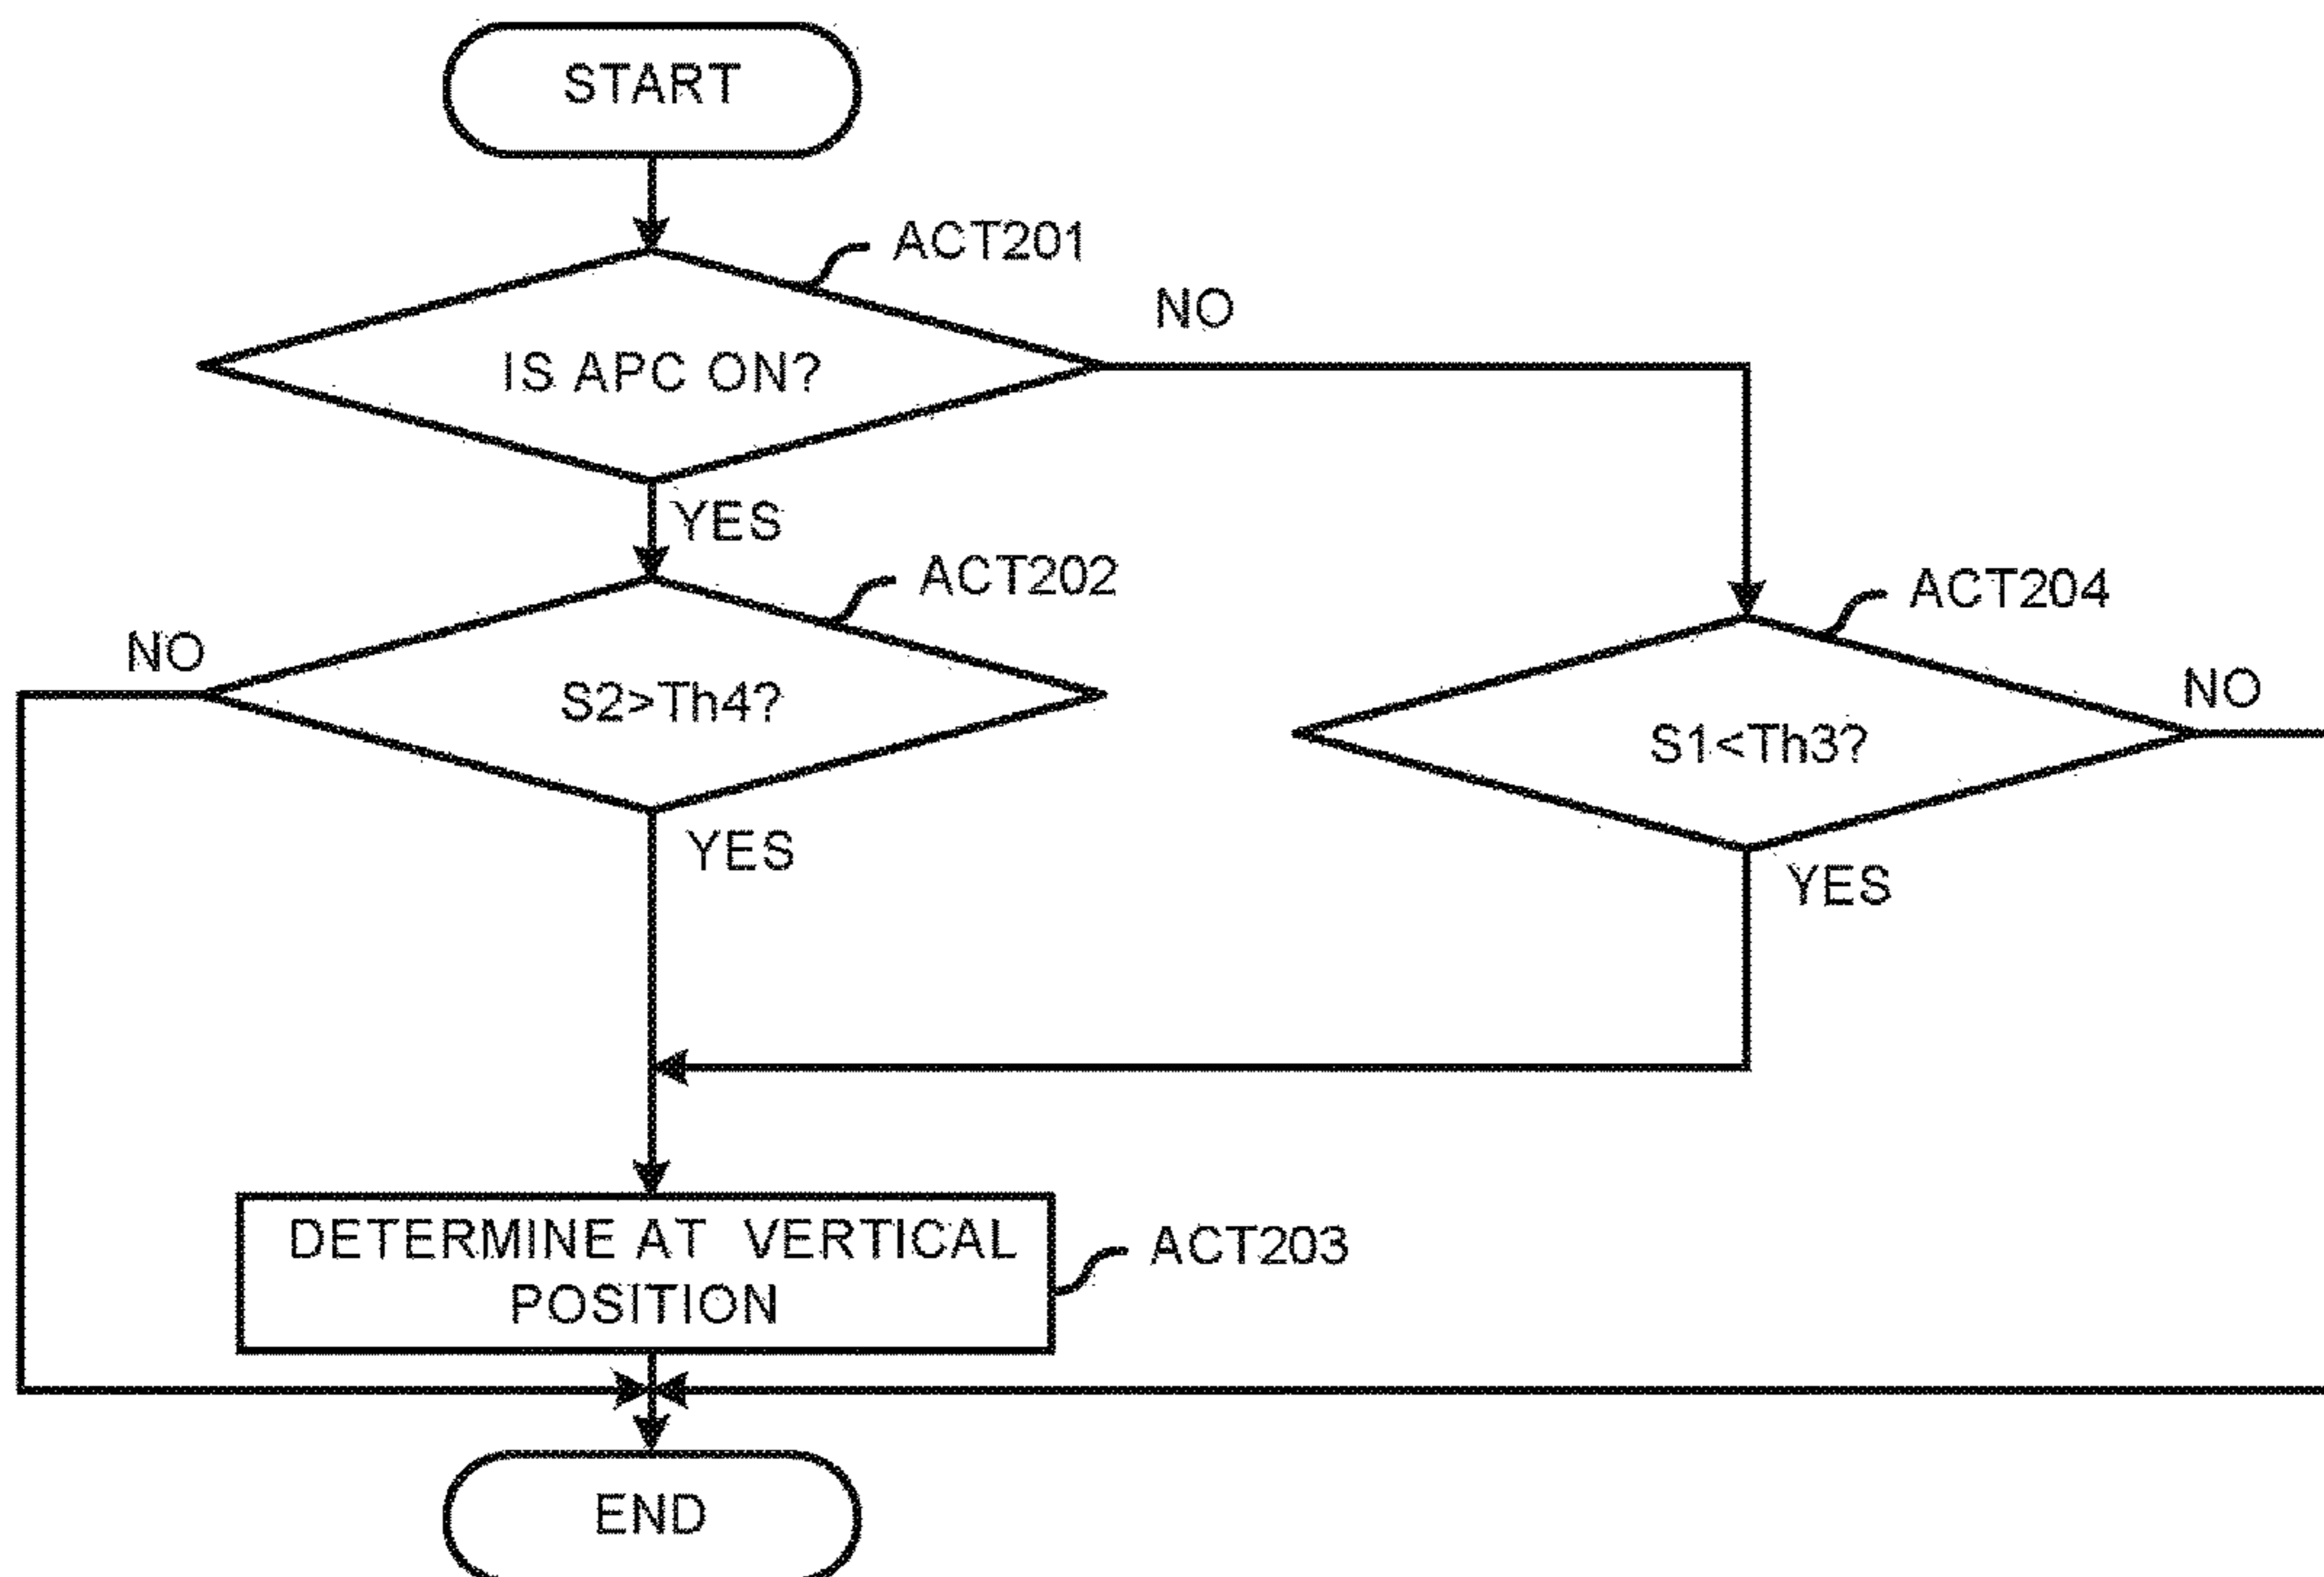 START
ACT201
NO
IS APC ON?
YES
ACT202
ACT204
NO
NO
S2>Th4?
S1<Th3?
YES
YES
DETERMINE AT VERTICAL
POSITION
ACT203
END